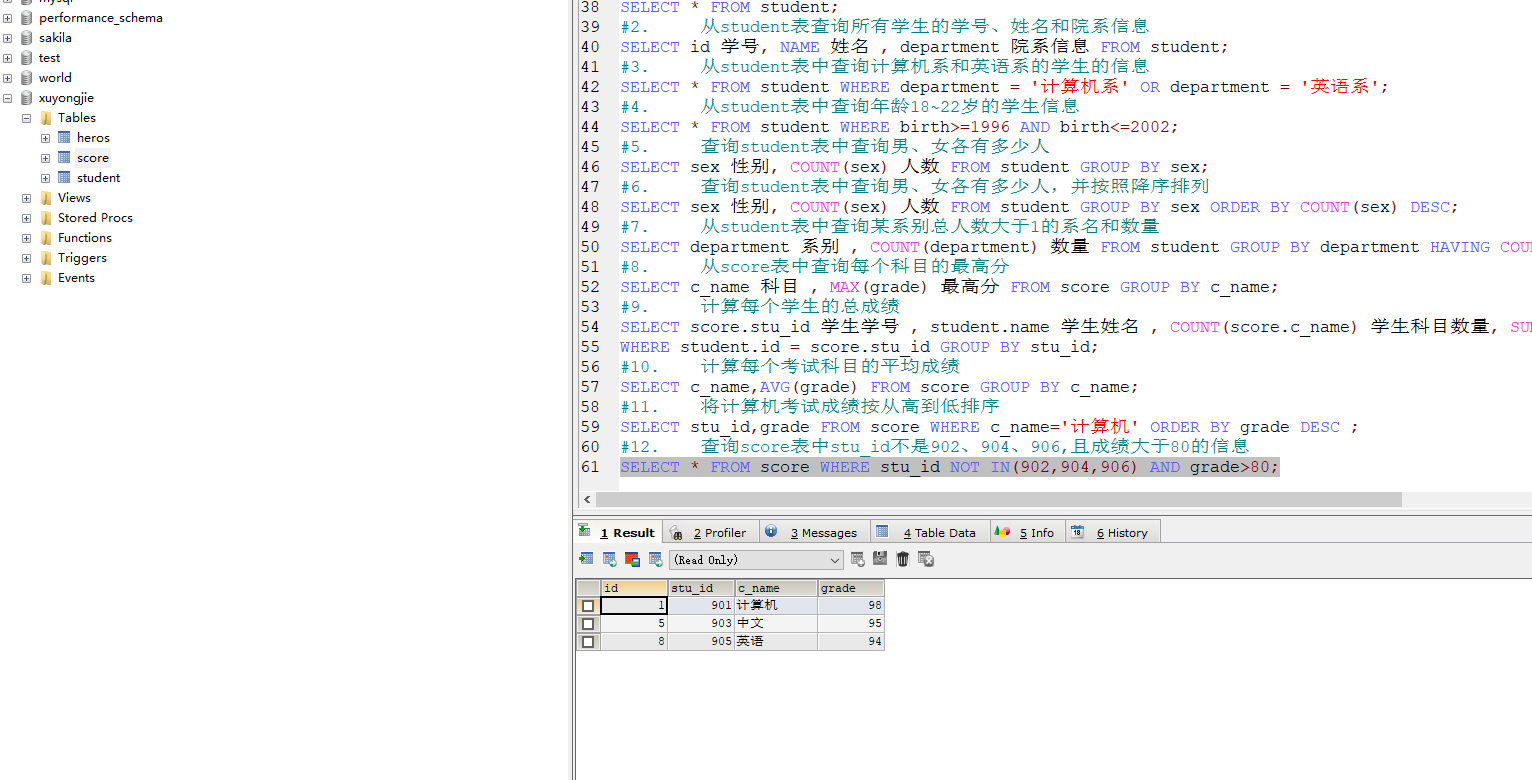 mysql
performance_schema
sakila
test
world
xuyongjie
Tables
heros
score
student
Views
Stored Procs
Functions
Triggers
Events
38 SELECT * FROM student;
39 #2. 从student表查询所有学生的学号、姓名和院系信息
40 SELECT id 学号, NAME 姓名 , department 院系信息 FROM student;
41 #3. 从student表中查询计算机系和英语系的学生的信息
42 SELECT * FROM student WHERE department = '计算机系' OR department = '英语系';
43 #4. 从student表中查询年龄18~22岁的学生信息
44 SELECT * FROM student WHERE birth>=1996 AND birth<=2002;
45 #5. 查询student表中查询男、女各有多少人
46 SELECT sex 性别, COUNT(sex) 人数 FROM student GROUP BY sex;
47 #6. 查询student表中查询男、女各有多少人，并按照降序排列
48 SELECT sex 性别, COUNT(sex) 人数 FROM student GROUP BY sex ORDER BY COUNT(sex) DESC;
49 #7. 从student表中查询某系别总人数大于1的系名和数量
50 SELECT department 系别 , COUNT(department) 数量 FROM student GROUP BY department HAVING COU
51 #8. 从score表中查询每个科目的最高分
52 SELECT c_name 科目 , MAX(grade) 最高分 FROM score GROUP BY c_name;
53 #9. 计算每个学生的总成绩
54 SELECT score.stu_id 学生学号 , student.name 学生姓名 , COUNT(score.c_name) 学生科目数量, SU
55 WHERE student.id = score.stu_id GROUP BY stu_id;
56 #10. 计算每个考试科目的平均成绩
57 SELECT c_name,AVG(grade) FROM score GROUP BY c_name;
58 #11. 将计算机考试成绩按从高到低排序
59 SELECT stu_id,grade FROM score WHERE c_name='计算机' ORDER BY grade DESC ;
60 #12. 查询score表中stu_id不是902、904、906,且成绩大于80的信息
61 SELECT * FROM score WHERE stu_id NOT IN(902,904,906) AND grade>80;
1 Result 2 Profiler 3 Messages 4 Table Data 5 Info 6 History
(Read Only)
id stu_id c_name grade
1 901 计算机 98
5 903 中文 95
8 905 英语 94